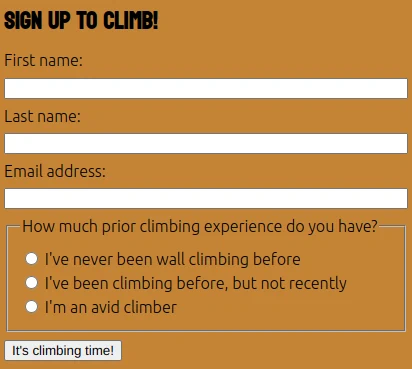 SIGN UP TO CLIMB!
First name:
Last name:
Email address:
How much prior climbing experience do you have?
I've never been wall climbing before
I've been climbing before, but not recently
I'm an avid climber
It's climbing time!